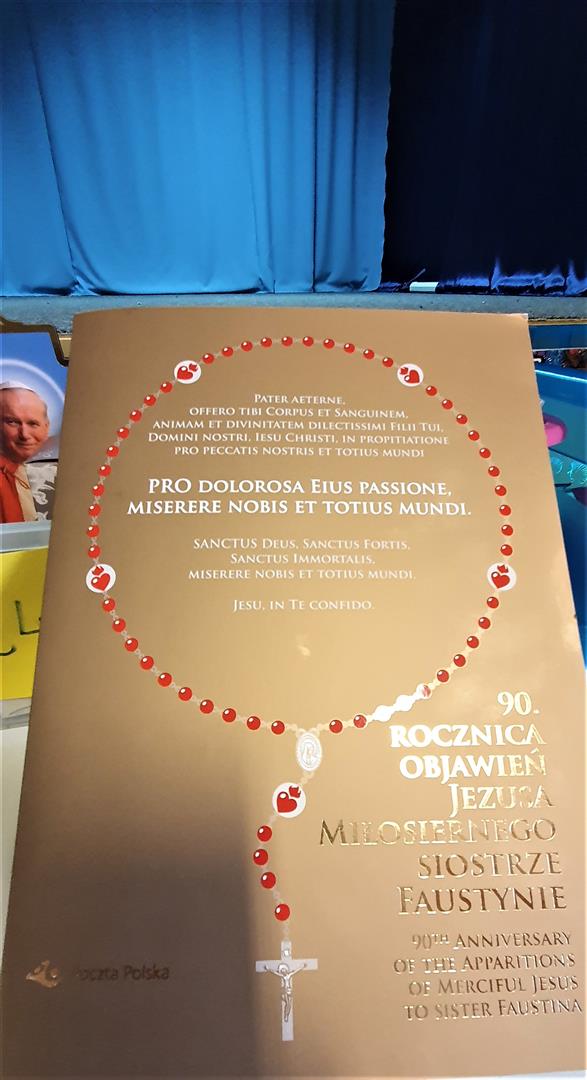 PATER AETERNE,
OFFERO TIBI CORPUS ET SANGUINEM,
ANIMAM ET DIVINITATEM DILECTISSIMI FILII TUI,
DOMINI NOSTRI, IESU CHRISTI, IN PROPITIATIONE
PRO PECCATIS NOSTRIS ET TOTIUS MUNDI
PRO DOLOROSA EIUS PASSIONE,
MISERERE NOBIS ET TOTIUS MUNDI.
SANCTUS DEUS, SANCTUS FORTIS,
SANCTUS IMMORTALIS,
MISERERE NOBIS ET TOTIUS MUNDI.
JESU, IN TE CONFIDO.
90.
ROCZNICA
OBJAWIEŃ
JEZUSA
MIŁOSIERNEGO
SIOSTRZE
FAUSTYNIE
90TH ANNIVERSARY
OF THE APPARITIONS
OF MERCIFUL JESUS
TO SISTER FAUSTINA
Poczta Polska